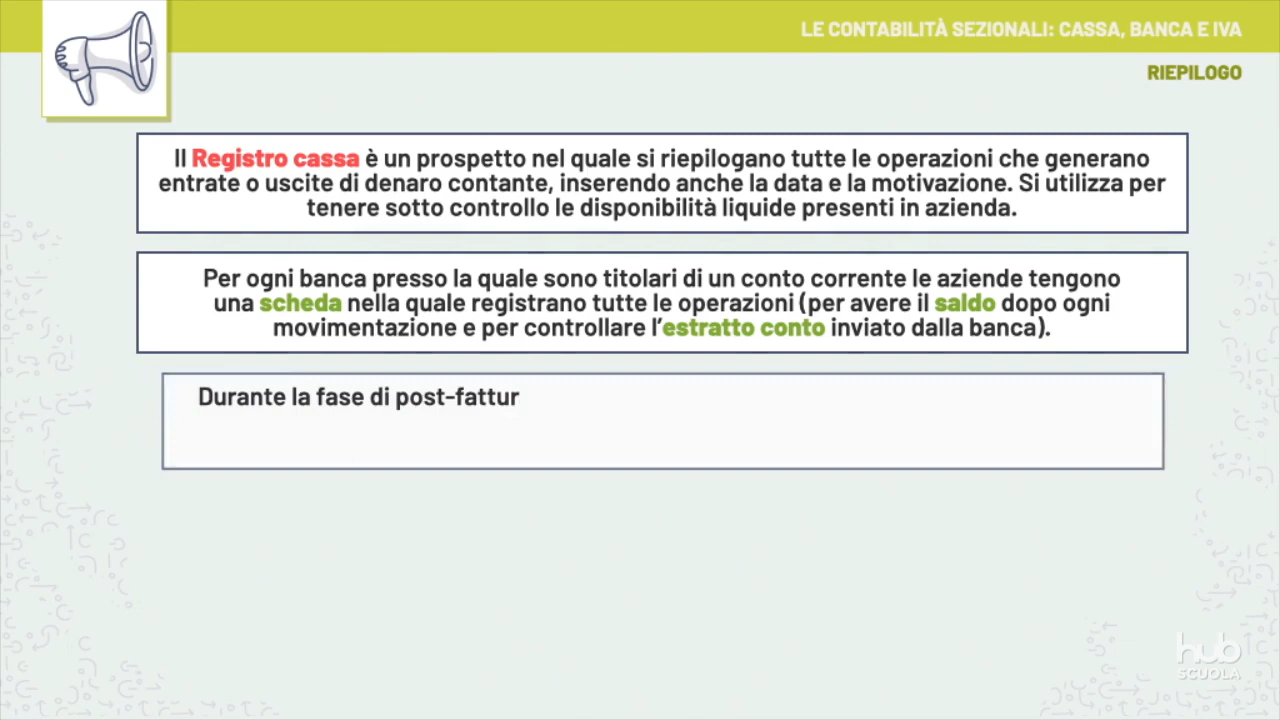 LE CONTABILITÀ SEZIONALI: CASSA, BANCA E IVA
RIEPILOGO
Il Registro cassa è un prospetto nel quale si riepilogano tutte le operazioni che generano
entrate o uscite di denaro contante, inserendo anche la data e la motivazione. Si utilizza per
tenere sotto controllo le disponibilità liquide presenti in azienda.
Per ogni banca presso la quale sono titolari di un conto corrente le aziende tengono
una scheda nella quale registrano tutte le operazioni (per avere il saldo dopo ogni
movimentazione e per controllare l'estratto conto inviato dalla banca).
Durante la fase di post-fattur
hub
SCUOLA